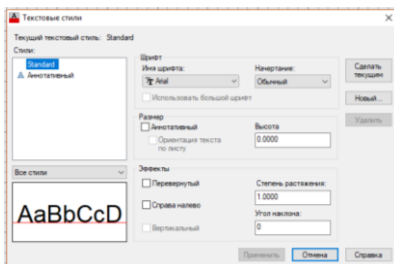 Текстовые стили
Текущий текстовый стиль: Standard
Стили:
Standard
Аннотативный
Все стили
AaBbCcD
Шрифт
Имя шрифта:
Arial
Начертание:
Обычный
Использовать большой шрифт
Размер
Аннотативный
Ориентация текста
по листу
Высота
0.0000
Эффекты
Перевернутый
Справа налево
Вертикальный
Степень растяжения:
1.0000
Угол наклона:
0
Сделать
текущим
Новый...
Удалить
Применить
Отмена
Справка